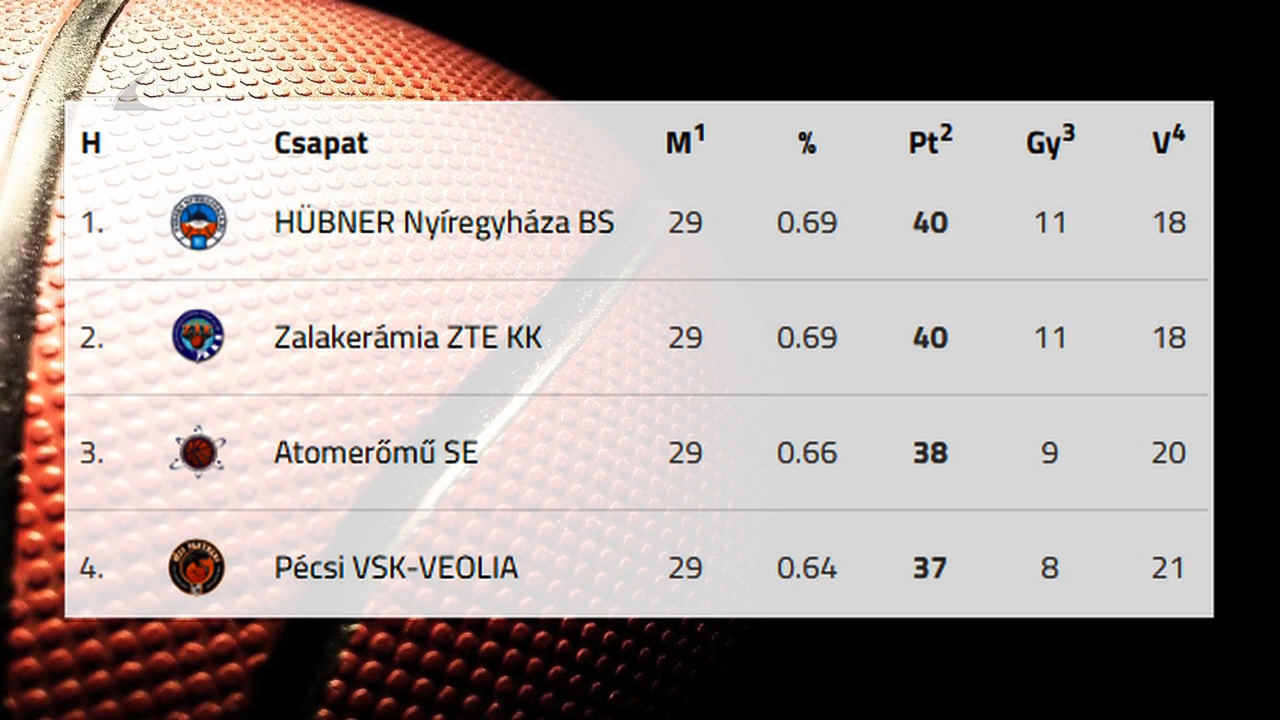 H Csapat M¹ % Pt² Gy³ V⁴
1. HÜBNER Nyíregyháza BS 29 0.69 40 11 18
2. Zalakerámia ZTE KK 29 0.69 40 11 18
3. Atomerőmű SE 29 0.66 38 9 20
4. Pécsi VSK-VEOLIA 29 0.64 37 8 21